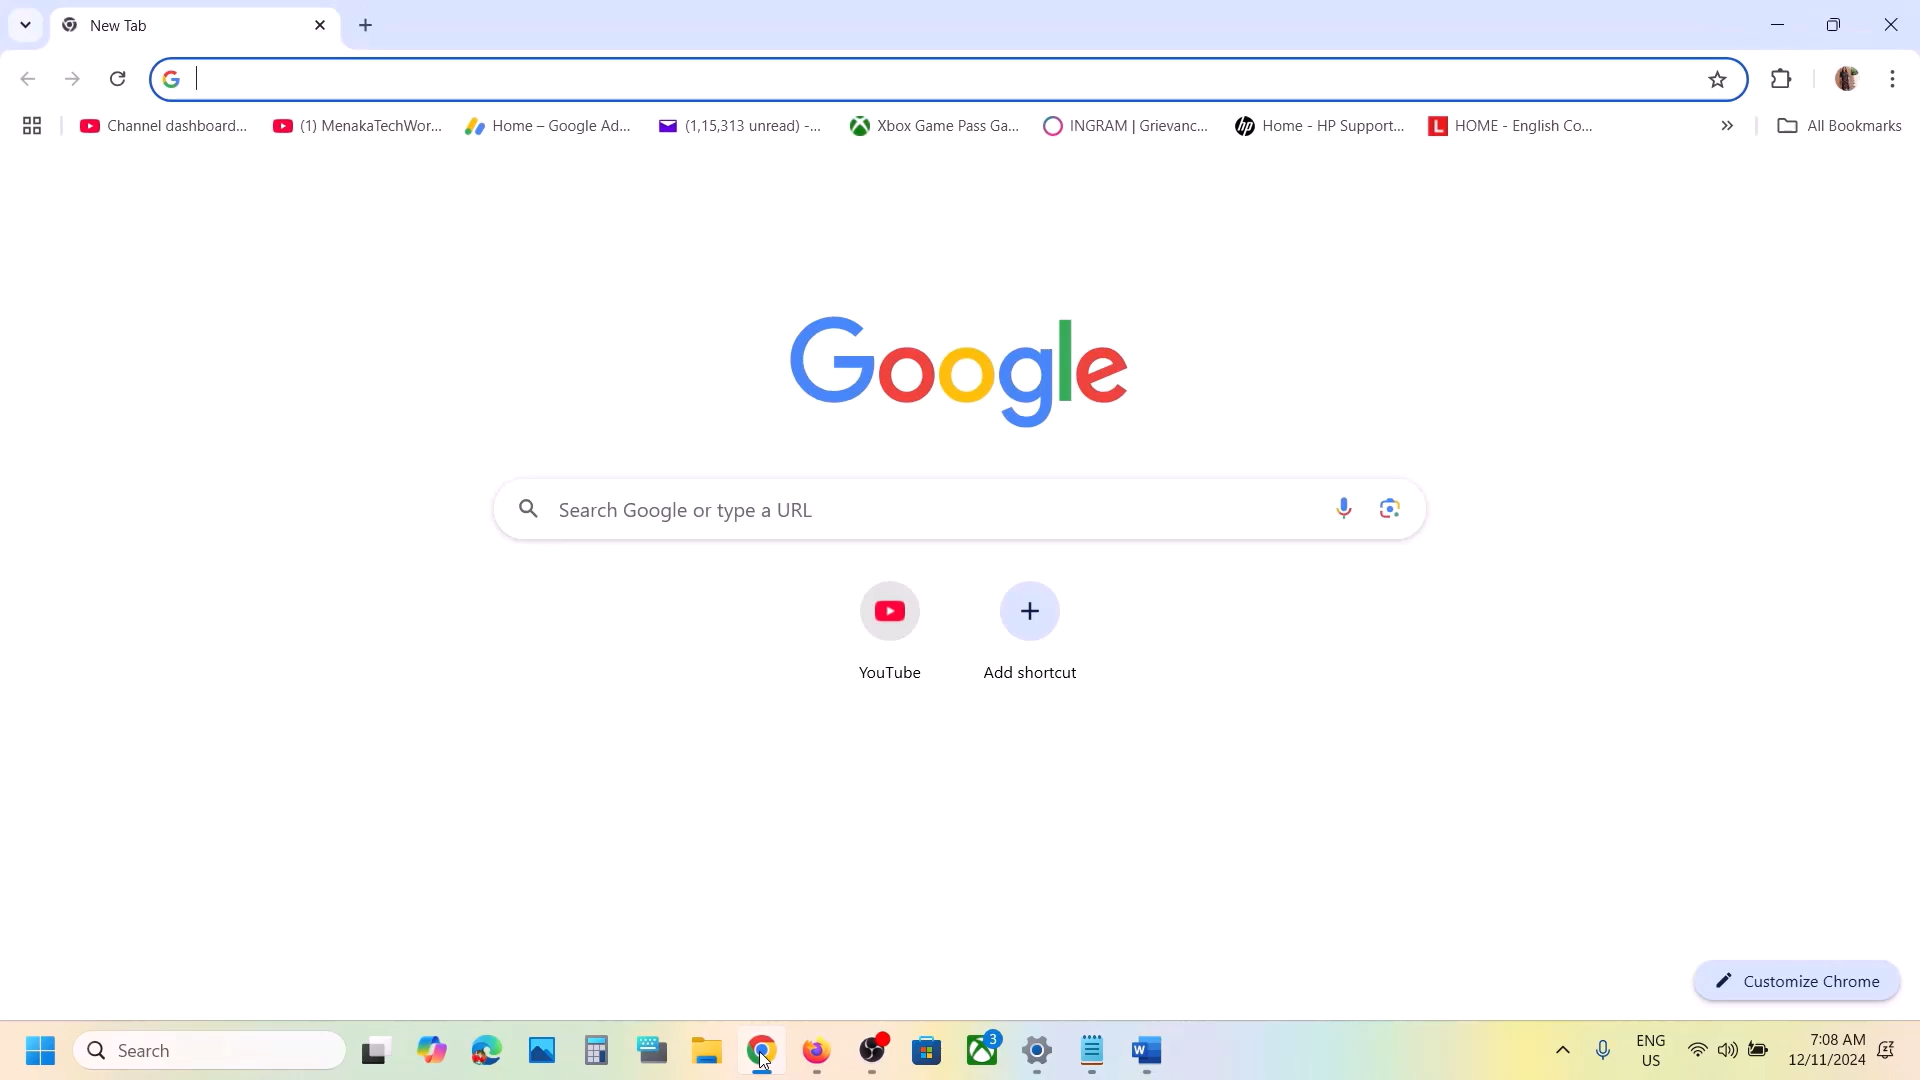 New Tab
Channel dashboard...
(1) MenakaTechWor...
Home – Google Ad...
(1,15,313 unread) -...
Xbox Game Pass Ga...
INGRAM | Grievanc...
Home - HP Support...
HOME - English Co...
All Bookmarks
Google
Search Google or type a URL
YouTube
Add shortcut
Customize Chrome
Search
3
ENG
US
7:08 AM
12/11/2024